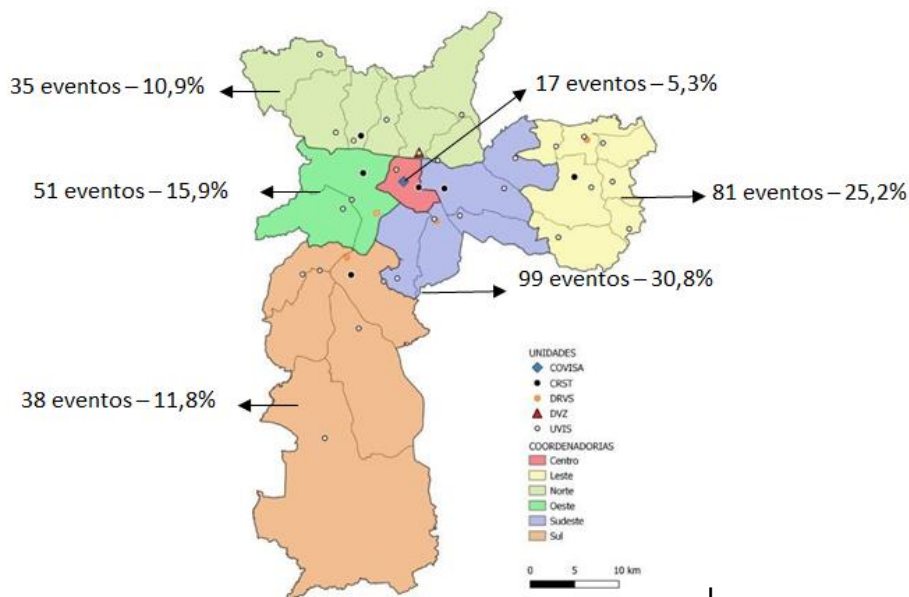 35 eventos – 10,9%
17 eventos – 5,3%
51 eventos – 15,9%
81 eventos – 25,2%
99 eventos – 30,8%
38 eventos – 11,8%
UNIDADES
COVISA
CRST
DRVS
DVZ
UVIS
COORDENADORIAS
Centro
Leste
Norte
Oeste
Sudeste
Sul
0 5 10 km